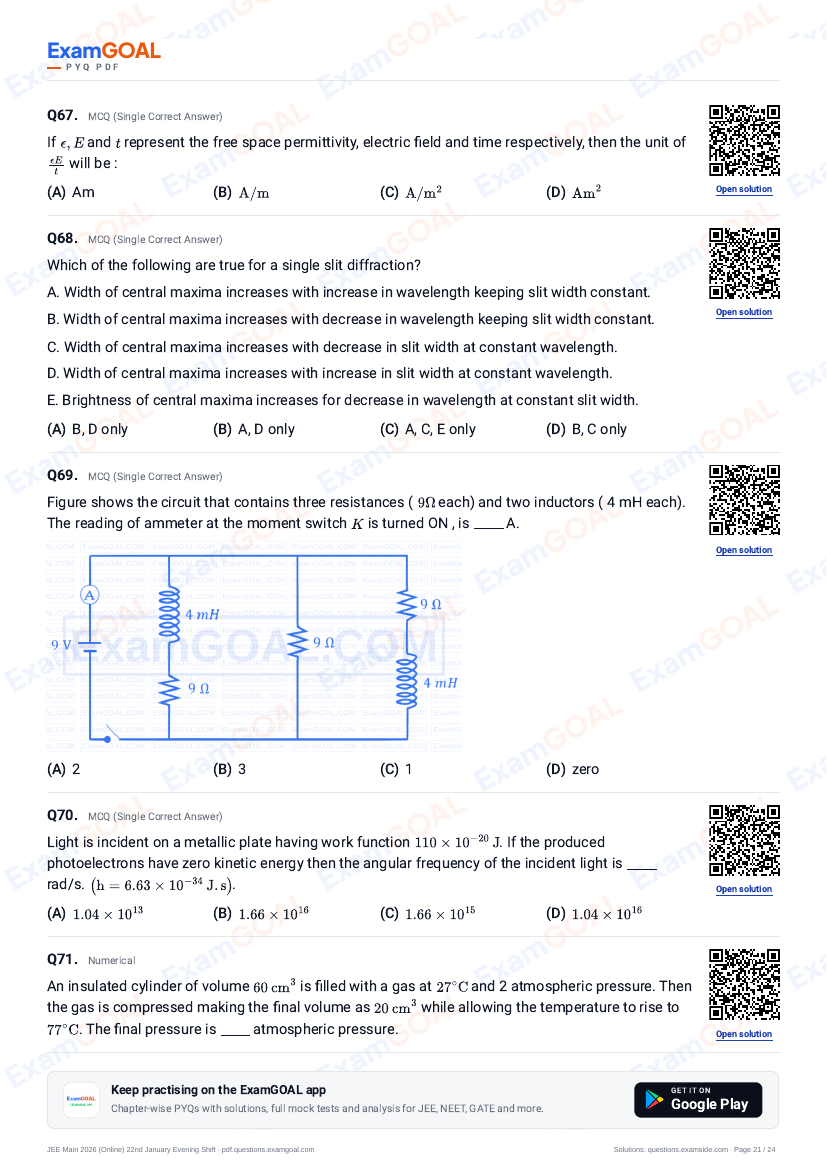 ExamGOAL
PYQ PDF
Q67. MCQ (Single Correct Answer)
If ϵ, E and t represent the free space permittivity, electric field and time respectively, then the unit of
ϵE/t will be :
(A) Am (B) A/m (C) A/m² (D) Am²
Open solution
Q68. MCQ (Single Correct Answer)
Which of the following are true for a single slit diffraction?
A. Width of central maxima increases with increase in wavelength keeping slit width constant.
B. Width of central maxima increases with decrease in wavelength keeping slit width constant.
C. Width of central maxima increases with decrease in slit width at constant wavelength.
D. Width of central maxima increases with increase in slit width at constant wavelength.
E. Brightness of central maxima increases for decrease in wavelength at constant slit width.
(A) B, D only (B) A, D only (C) A, C, E only (D) B, C only
Open solution
Q69. MCQ (Single Correct Answer)
Figure shows the circuit that contains three resistances ( 9Ω each) and two inductors ( 4 mH each).
The reading of ammeter at the moment switch K is turned ON , is ____ A.
Open solution
A
9 V
4 mH
9 Ω
9 Ω
9 Ω
4 mH
ExamGOAL.COM
(A) 2 (B) 3 (C) 1 (D) zero
Q70. MCQ (Single Correct Answer)
Light is incident on a metallic plate having work function 110 × 10⁻²⁰ J. If the produced
photoelectrons have zero kinetic energy then the angular frequency of the incident light is ____
rad/s. (h = 6.63 × 10⁻³⁴ J.s).
(A) 1.04 × 10¹³ (B) 1.66 × 10¹⁶ (C) 1.66 × 10¹⁵ (D) 1.04 × 10¹⁶
Open solution
Q71. Numerical
An insulated cylinder of volume 60 cm³ is filled with a gas at 27°C and 2 atmospheric pressure. Then
the gas is compressed making the final volume as 20 cm³ while allowing the temperature to rise to
77°C. The final pressure is ____ atmospheric pressure.
Open solution
ExamGOAL
Keep practising on the ExamGOAL app
Chapter-wise PYQs with solutions, full mock tests and analysis for JEE, NEET, GATE and more.
GET IT ON
Google Play
JEE Main 2026 (Online) 22nd January Evening Shift · pdf.questions.examgoal.com
Solutions: questions.examside.com · Page 21 / 24